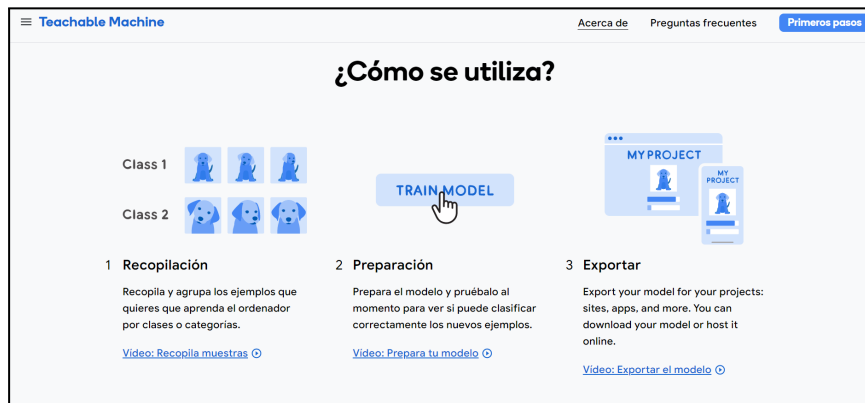 Teachable Machine
Acerca de
Preguntas frecuentes
Primeros pasos
¿Cómo se utiliza?
Class 1
Class 2
TRAIN MODEL
MY PROJECT
MY
PROJECT
1 Recopilación
Recopila y agrupa los ejemplos que
quieres que aprenda el ordenador
por clases o categorías.
Vídeo: Recopila muestras
2 Preparación
Prepara el modelo y pruébalo al
momento para ver si puede clasificar
correctamente los nuevos ejemplos.
Vídeo: Prepara tu modelo
3 Exportar
Export your model for your projects:
sites, apps, and more. You can
download your model or host it
online.
Vídeo: Exportar el modelo